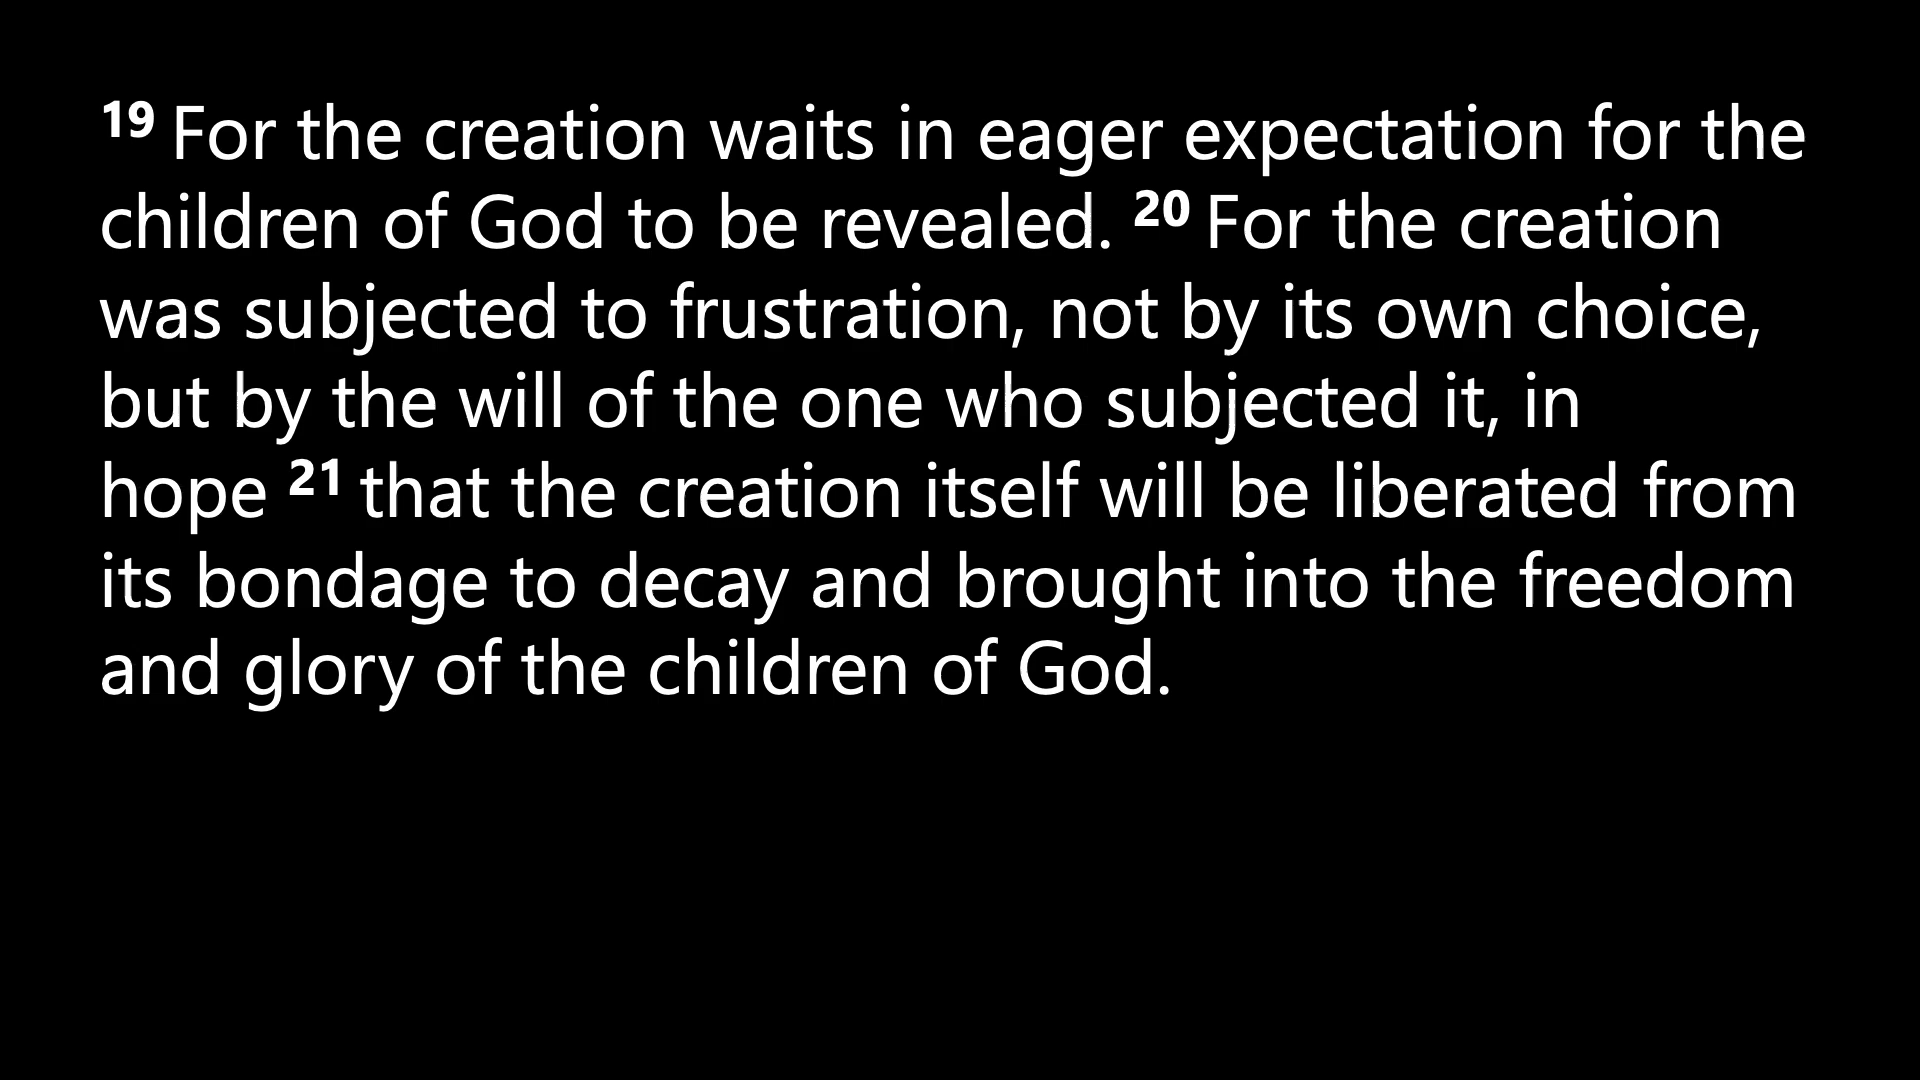 19 For the creation waits in eager expectation for the
children of God to be revealed. 20 For the creation
was subjected to frustration, not by its own choice,
but by the will of the one who subjected it, in
hope 21 that the creation itself will be liberated from
its bondage to decay and brought into the freedom
and glory of the children of God.